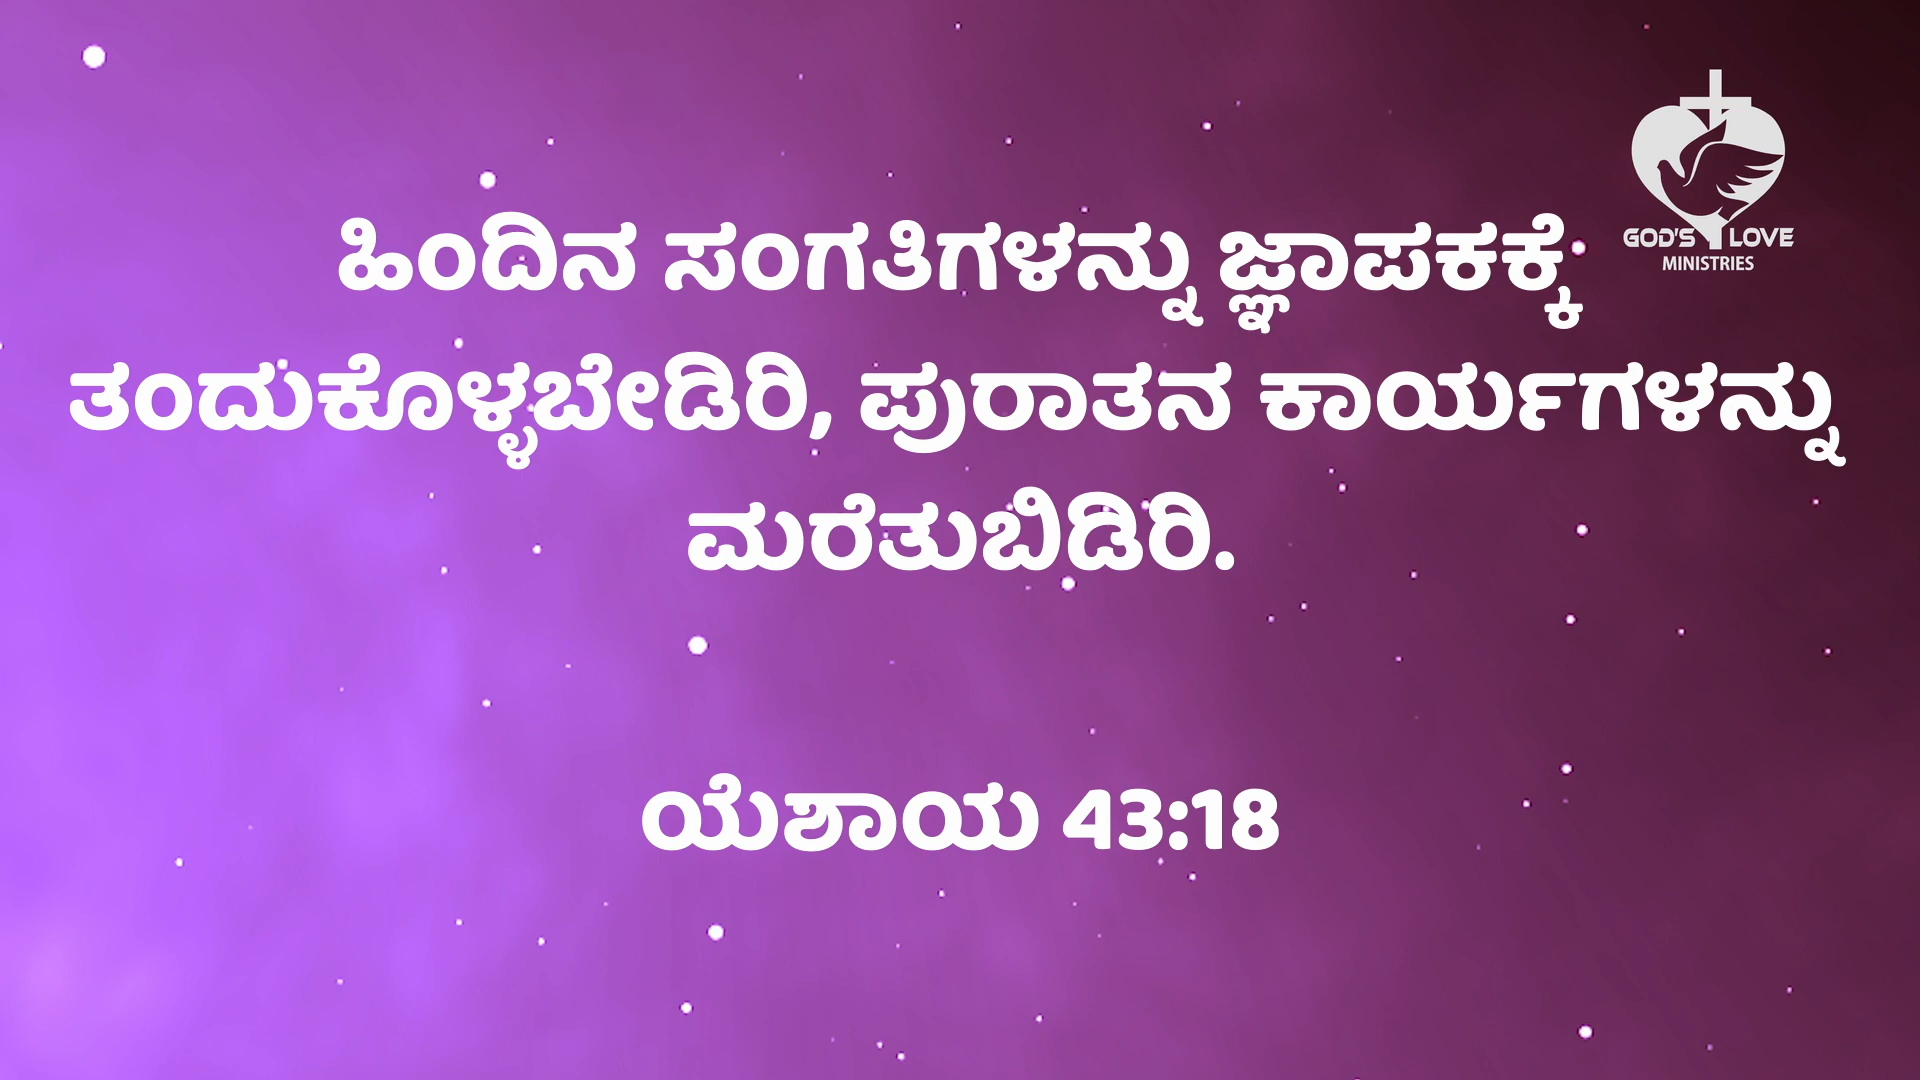 ಹಿಂದಿನ ಸಂಗತಿಗಳನ್ನು ಜ್ಞಾಪಕಕ್ಕೆ
ತಂದುಕೊಳ್ಳಬೇಡಿರಿ, ಪುರಾತನ ಕಾರ್ಯಗಳನ್ನು
ಮರೆತುಬಿಡಿರಿ.
ಯೆಶಾಯ 43:18
GOD'S LOVE
MINISTRIES